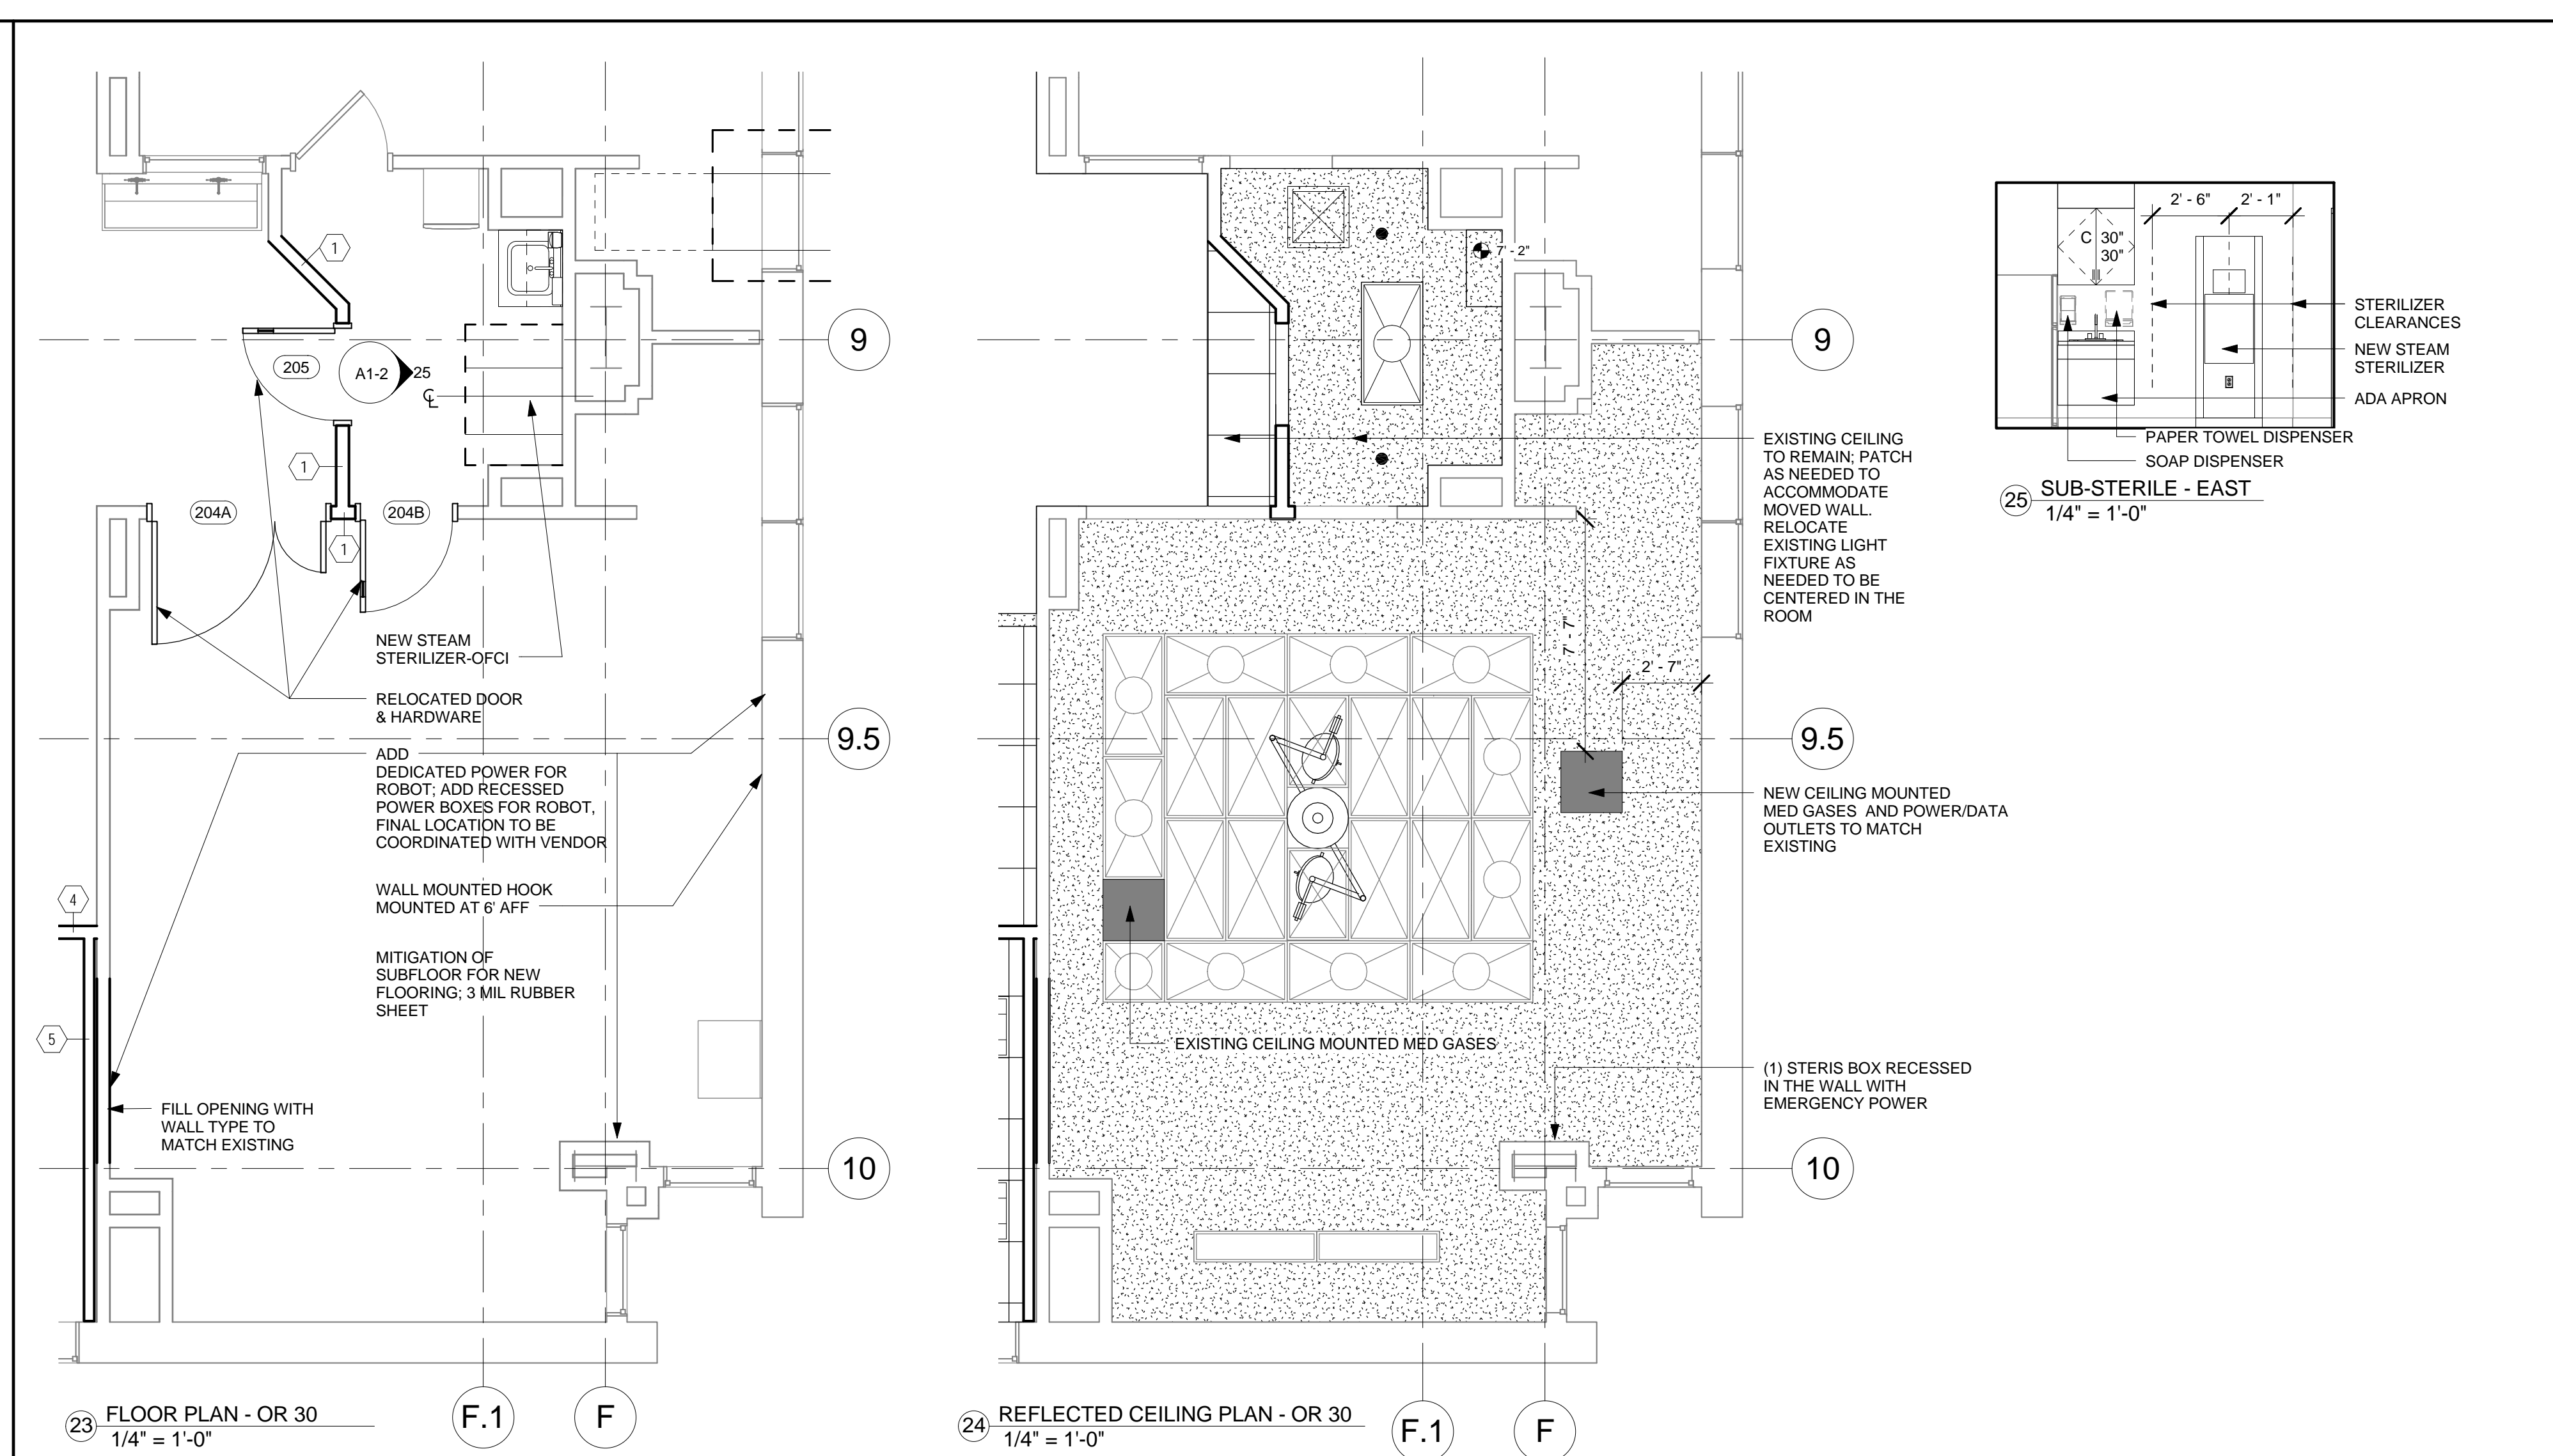 1
205
A1-2
25
CL
9
1
204A
204B
1
NEW STEAM
STERILIZER-OFCI
RELOCATED DOOR
& HARDWARE
9.5
ADD
DEDICATED POWER FOR
ROBOT; ADD RECESSED
POWER BOXES FOR ROBOT,
FINAL LOCATION TO BE
COORDINATED WITH VENDOR
WALL MOUNTED HOOK
MOUNTED AT 6' AFF
4
MITIGATION OF
SUBFLOOR FOR NEW
FLOORING; 3 MIL RUBBER
SHEET
5
FILL OPENING WITH
WALL TYPE TO
MATCH EXISTING
10
F.1
F
23
FLOOR PLAN - OR 30
1/4" = 1'-0"
7' - 2"
9
EXISTING CEILING
TO REMAIN; PATCH
AS NEEDED TO
ACCOMMODATE
MOVED WALL.
RELOCATE
EXISTING LIGHT
FIXTURE AS
NEEDED TO BE
CENTERED IN THE
ROOM
7' - 7"
2' - 7"
9.5
NEW CEILING MOUNTED
MED GASES AND POWER/DATA
OUTLETS TO MATCH
EXISTING
EXISTING CEILING MOUNTED MED GASES
(1) STERIS BOX RECESSED
IN THE WALL WITH
EMERGENCY POWER
10
F.1
F
24
REFLECTED CEILING PLAN - OR 30
1/4" = 1'-0"
2' - 6"
2' - 1"
C 30"
30"
STERILIZER
CLEARANCES
NEW STEAM
STERILIZER
ADA APRON
PAPER TOWEL DISPENSER
SOAP DISPENSER
25
SUB-STERILE - EAST
1/4" = 1'-0"